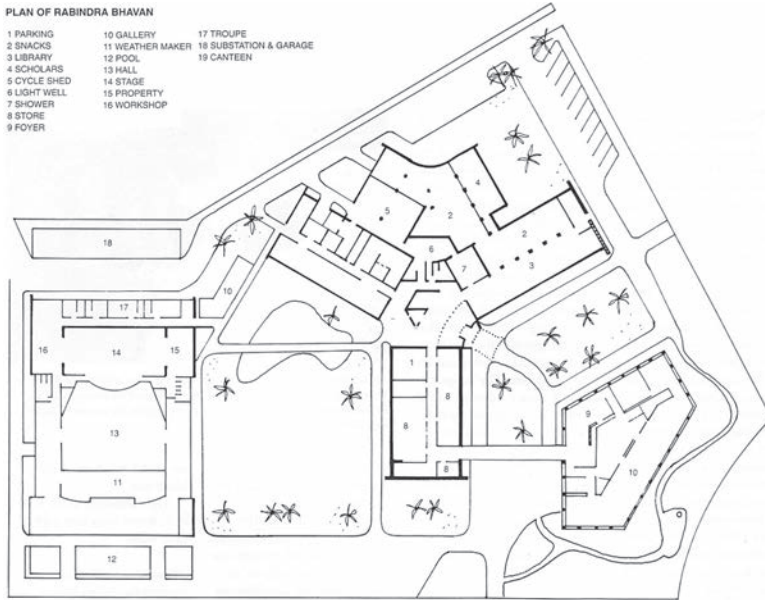 PLAN OF RABINDRA BHAVAN
1 PARKING
2 SNACKS
3 LIBRARY
4 SCHOLARS
5 CYCLE SHED
6 LIGHT WELL
7 SHOWER
8 STORE
9 FOYER
10 GALLERY
11 WEATHER MAKER
12 POOL
13 HALL
14 STAGE
15 PROPERTY
16 WORKSHOP
17 TROUPE
18 SUBSTATION & GARAGE
19 CANTEEN
4
5
2
2
18
6
7
3
10
17
16
14
15
1
8
9
13
8
10
11
8
12